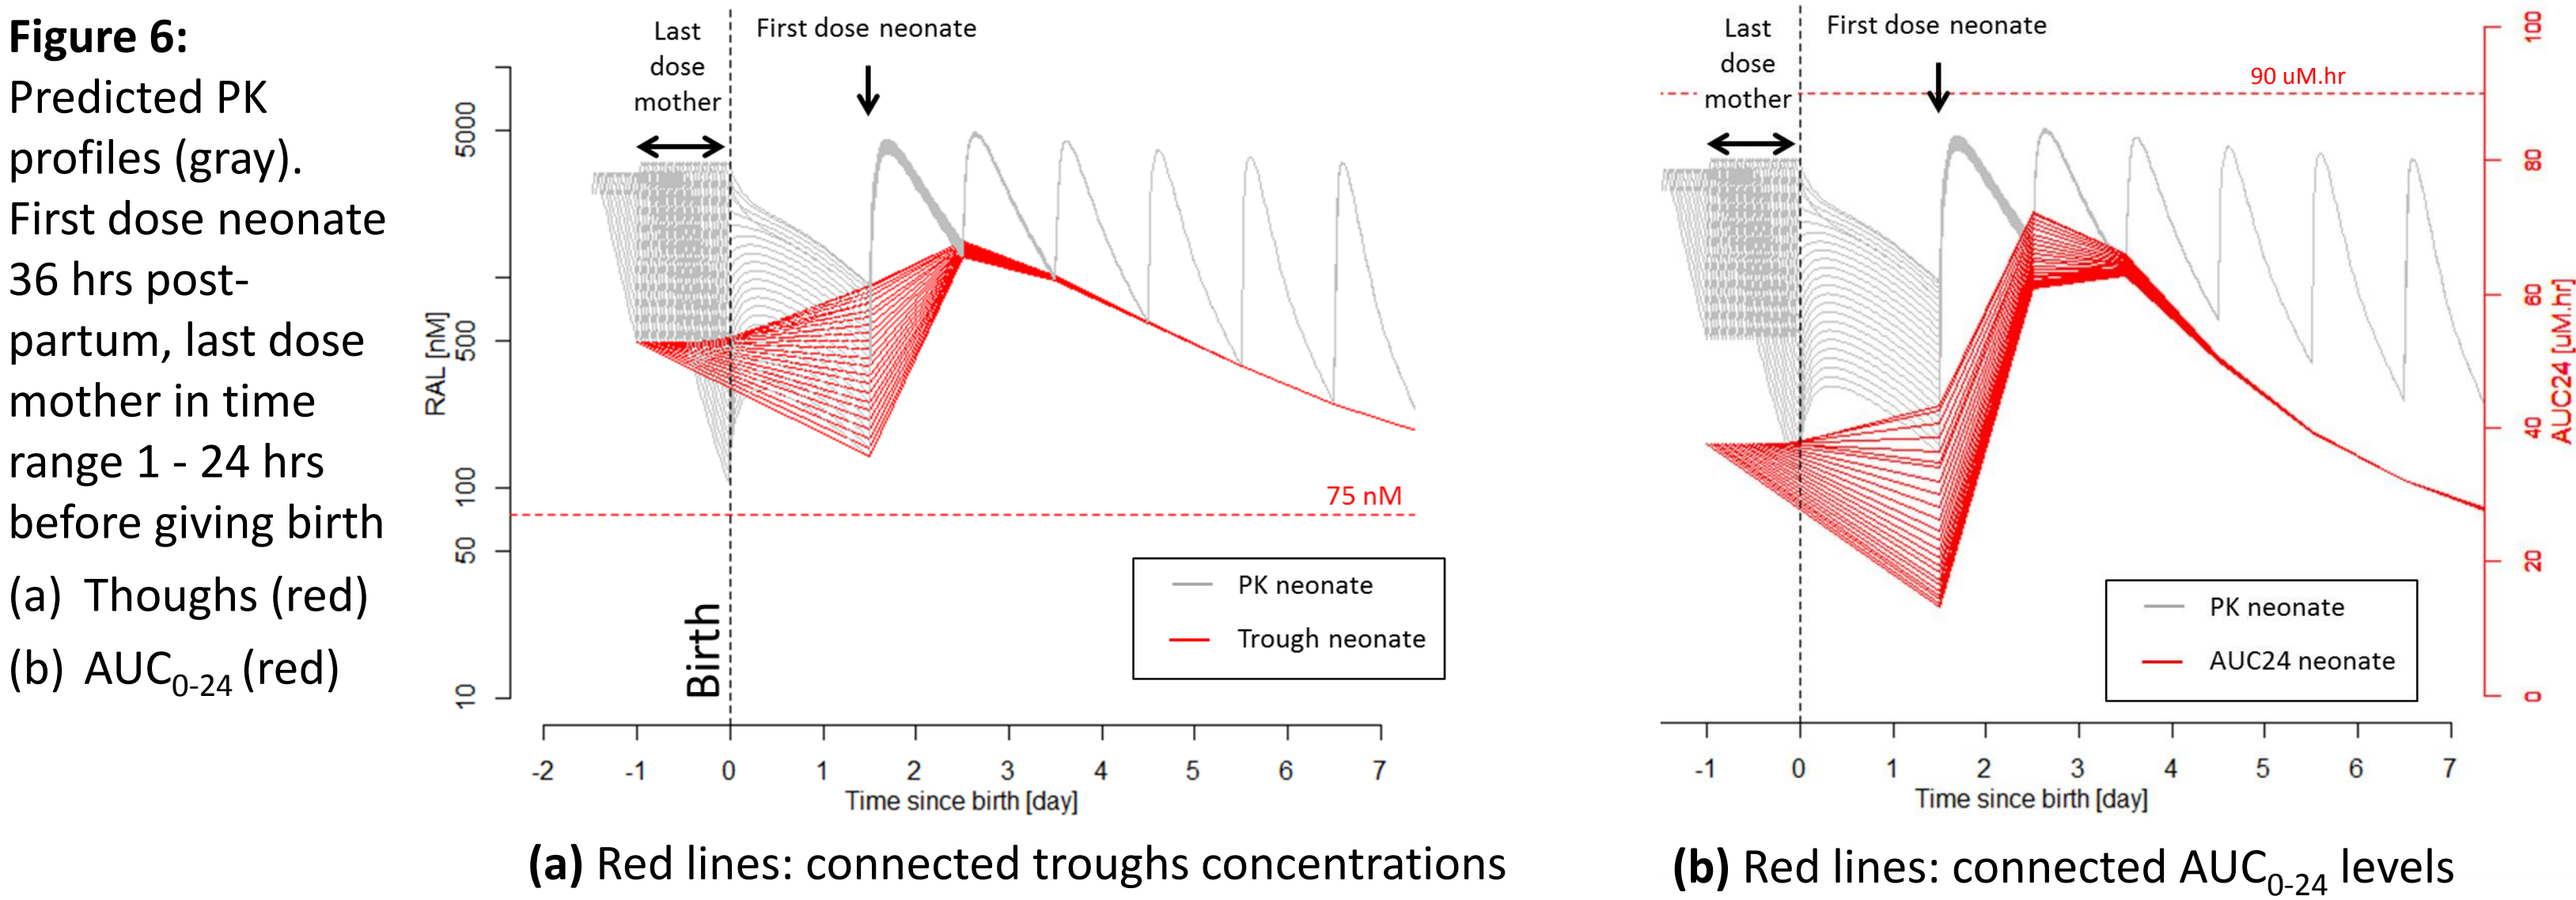 Figure 6:
Predicted PK
profiles (gray).
First dose neonate
36 hrs post-
partum, last dose
mother in time
range 1 - 24 hrs
before giving birth
(a) Thoughs (red)
(b) AUC0-24 (red)
Last
dose
mother
First dose neonate
5000
500
100
50
10
RAL [nM]
75 nM
Birth
PK neonate
Trough neonate
-2 -1 0 1 2 3 4 5 6 7
Time since birth [day]
(a) Red lines: connected troughs concentrations
Last
dose
mother
First dose neonate
90 uM.hr
100
80
60
40
20
0
AUC24 [uM.hr]
PK neonate
AUC24 neonate
-1 0 1 2 3 4 5 6 7
Time since birth [day]
(b) Red lines: connected AUC0-24 levels